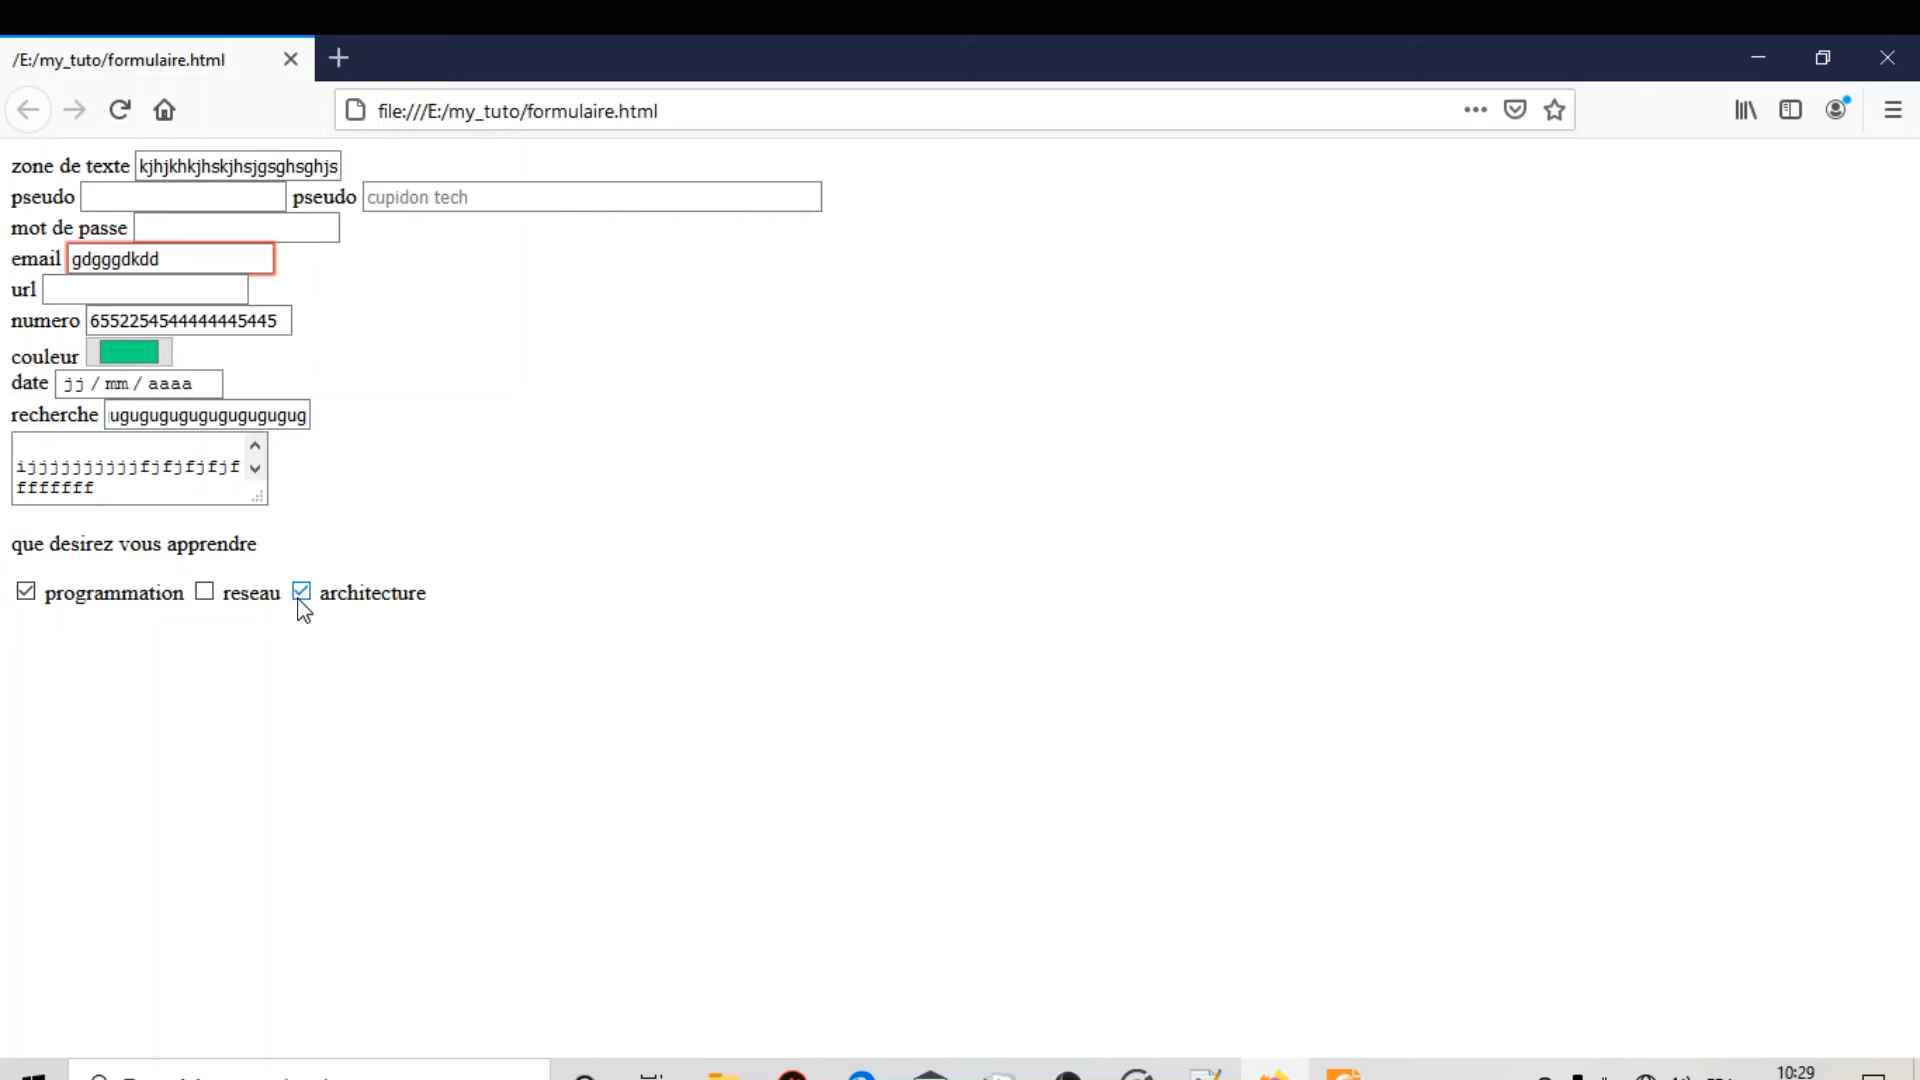 /E:/my_tuto/formulaire.html
file:///E:/my_tuto/formulaire.html
zone de texte kjhjkhkjhskjhsjgsghsghjs
pseudo pseudo cupidon tech
mot de passe
email gdgggdkdd
url
numero 6552254544444445445
couleur
date jj / mm / aaaa
recherche ugugugugugugugugugug
ijjjjjjjjjjfjfjfjfjf
fffffff
que desirez vous apprendre
programmation reseau architecture
10:29